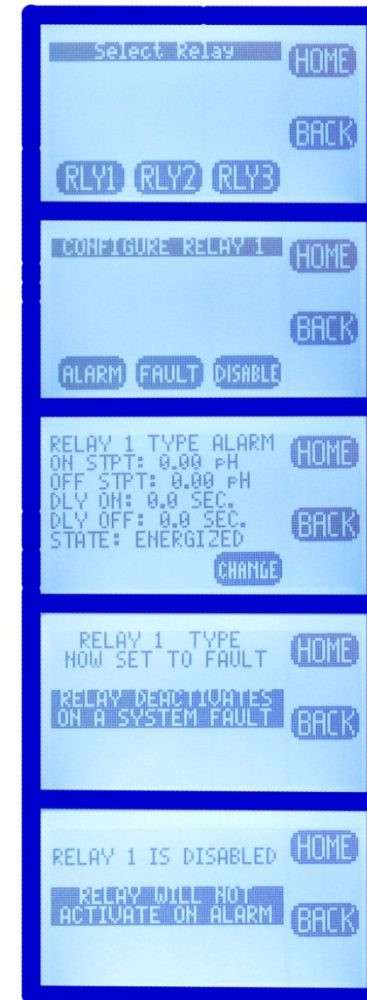 Select Relay
HOME
BACK
RLY1 RLY2 RLY3
CONFIGURE RELAY 1
HOME
BACK
ALARM FAULT DISABLE
RELAY 1 TYPE ALARM
HOME
ON STPT: 0.00 pH
OFF STPT: 0.00 pH
DLY ON: 0.0 SEC.
DLY OFF: 0.0 SEC.
BACK
STATE: ENERGIZED
CHANGE
RELAY 1 TYPE
NOW SET TO FAULT
HOME
RELAY DEACTIVATES
ON A SYSTEM FAULT
BACK
RELAY 1 IS DISABLED
HOME
RELAY WILL NOT
ACTIVATE ON ALARM
BACK